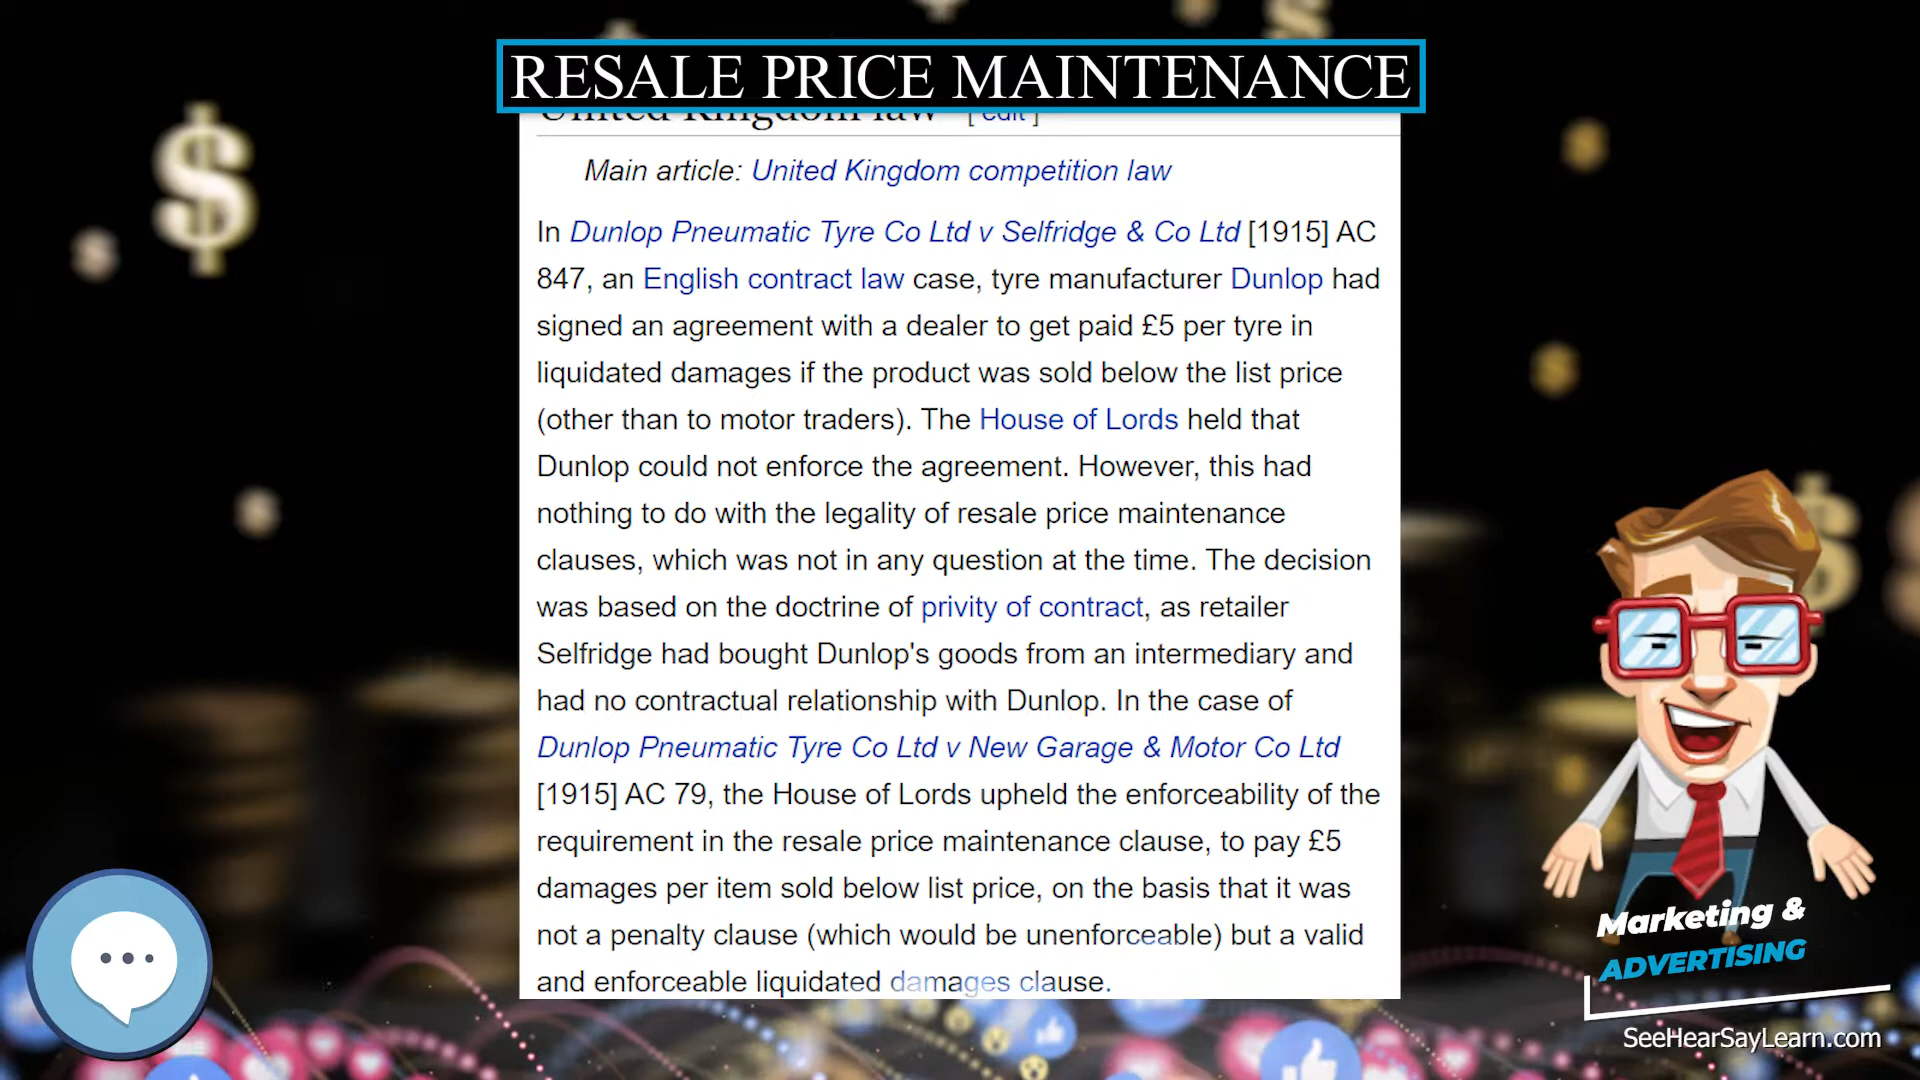 RESALE PRICE MAINTENANCE
United Kingdom law [ edit ]
Main article: United Kingdom competition law
In Dunlop Pneumatic Tyre Co Ltd v Selfridge & Co Ltd [1915] AC
847, an English contract law case, tyre manufacturer Dunlop had
signed an agreement with a dealer to get paid £5 per tyre in
liquidated damages if the product was sold below the list price
(other than to motor traders). The House of Lords held that
Dunlop could not enforce the agreement. However, this had
nothing to do with the legality of resale price maintenance
clauses, which was not in any question at the time. The decision
was based on the doctrine of privity of contract, as retailer
Selfridge had bought Dunlop's goods from an intermediary and
had no contractual relationship with Dunlop. In the case of
Dunlop Pneumatic Tyre Co Ltd v New Garage & Motor Co Ltd
[1915] AC 79, the House of Lords upheld the enforceability of the
requirement in the resale price maintenance clause, to pay £5
damages per item sold below list price, on the basis that it was
not a penalty clause (which would be unenforceable) but a valid
and enforceable liquidated damages clause.
Marketing &
ADVERTISING
SeeHearSayLearn.com